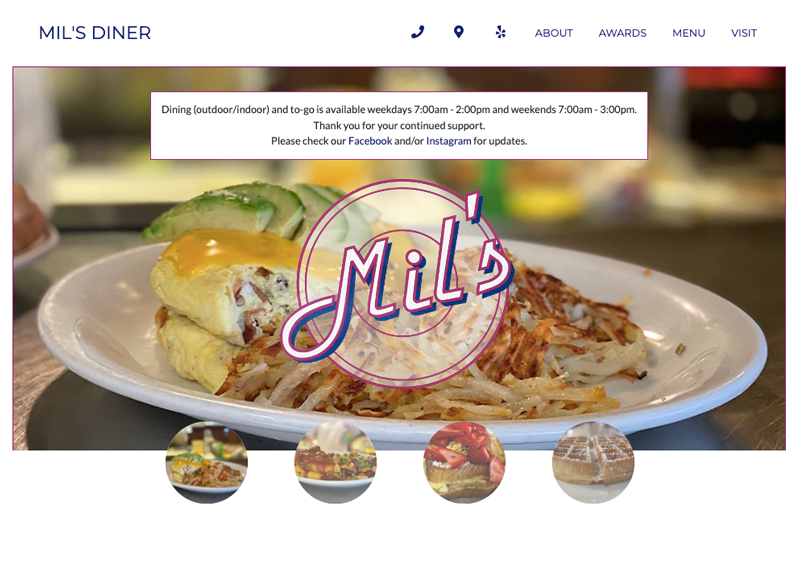 MIL'S DINER
ABOUT AWARDS MENU VISIT
Dining (outdoor/indoor) and to-go is available weekdays 7:00am - 2:00pm and weekends 7:00am - 3:00pm.
Thank you for your continued support.
Please check our Facebook and/or Instagram for updates.
Mil's